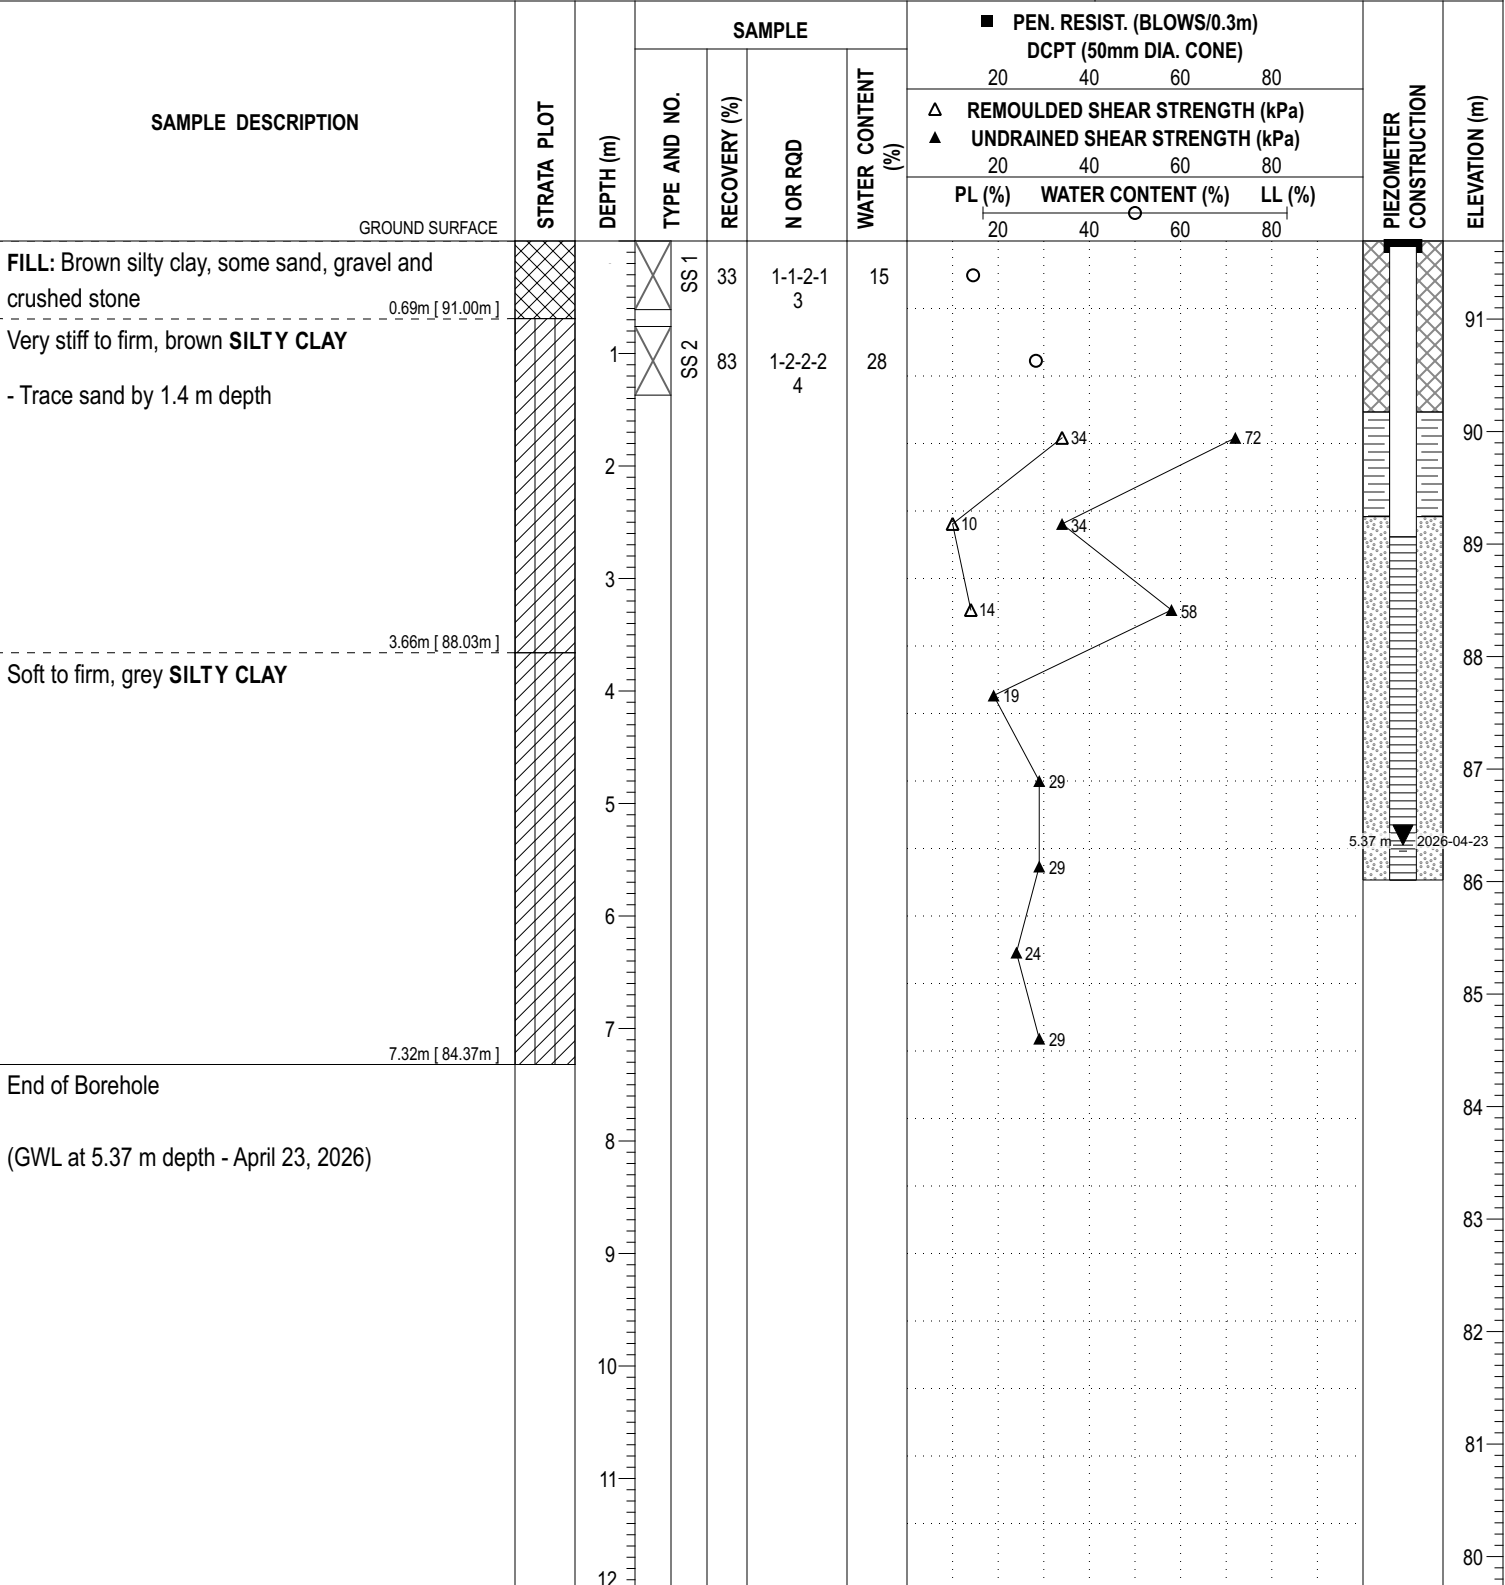 SAMPLE DESCRIPTION
GROUND SURFACE
STRATA PLOT
DEPTH (m)
SAMPLE
TYPE AND NO.
RECOVERY (%)
N OR RQD
WATER CONTENT
(%)
■ PEN. RESIST. (BLOWS/0.3m)
DCPT (50mm DIA. CONE)
20 40 60 80
△ REMOULDED SHEAR STRENGTH (kPa)
▲ UNDRAINED SHEAR STRENGTH (kPa)
20 40 60 80
PL (%) WATER CONTENT (%) LL (%)
20 40 60 80
PIEZOMETER
CONSTRUCTION
ELEVATION (m)
FILL: Brown silty clay, some sand, gravel and
crushed stone
0.69m [ 91.00m ]
SS 1 33 1-1-2-1 15
3
Very stiff to firm, brown SILTY CLAY
- Trace sand by 1.4 m depth
SS 2 83 1-2-2-2 28
4
3.66m [ 88.03m ]
Soft to firm, grey SILTY CLAY
7.32m [ 84.37m ]
End of Borehole
(GWL at 5.37 m depth - April 23, 2026)
1
2
3
4
5
6
7
8
9
10
11
12
34 72
10 34
14 58
19
29
29
24
29
5.37 m 2026-04-23
91
90
89
88
87
86
85
84
83
82
81
80